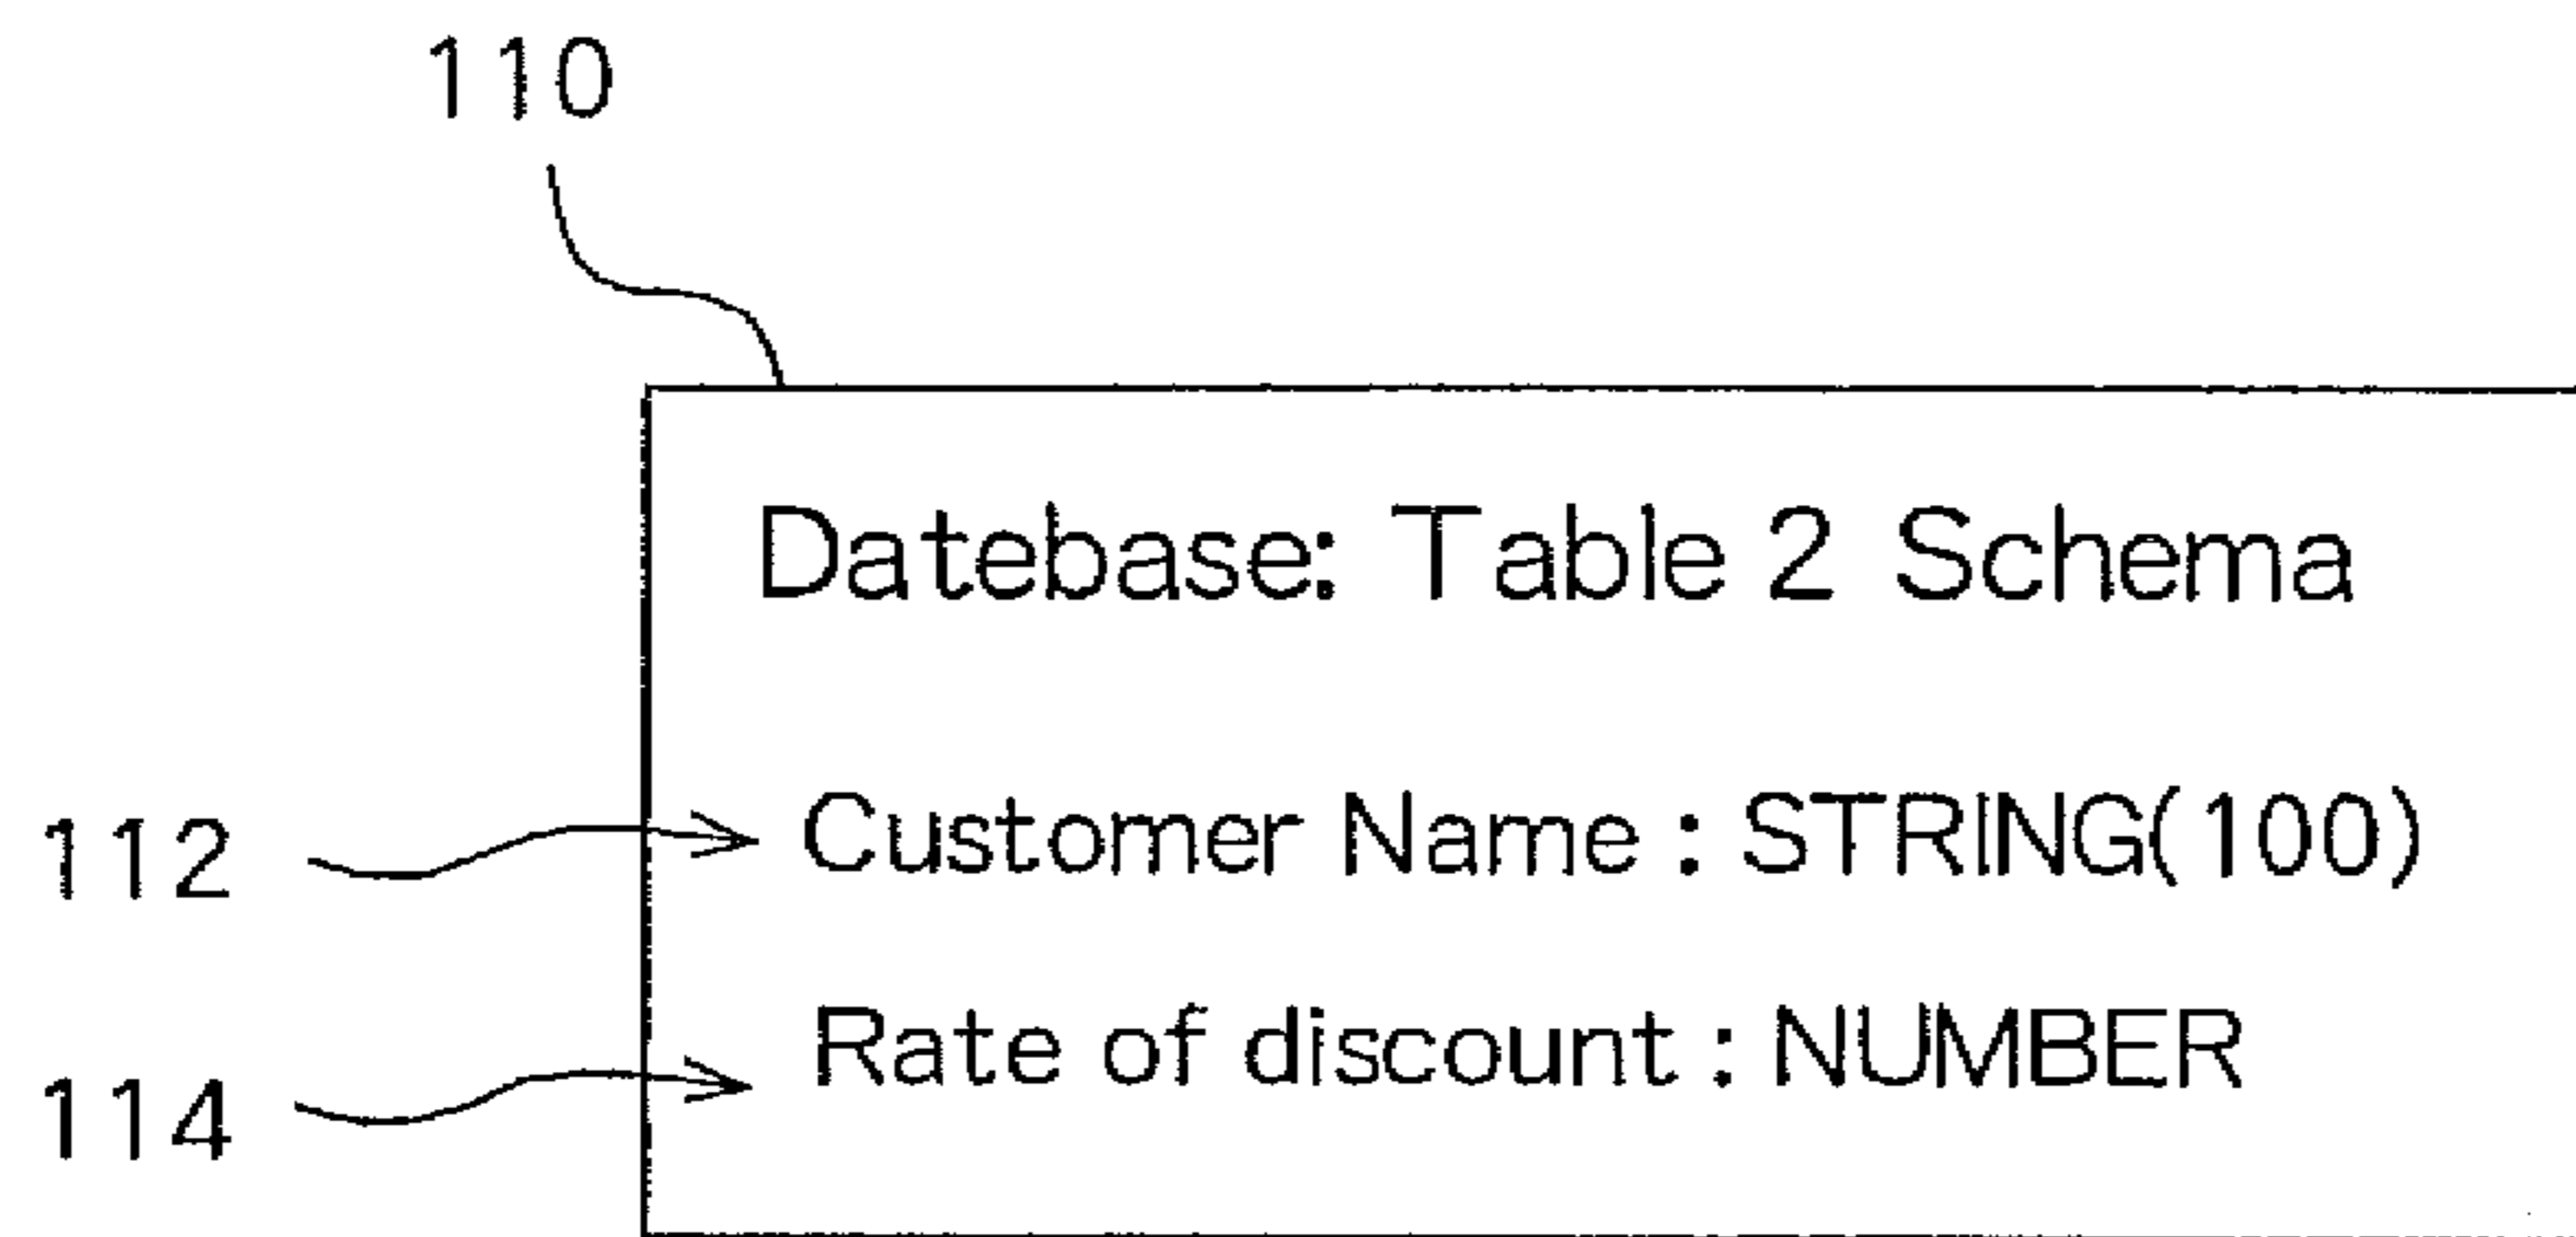 110
Datebase: Table 2 Schema
112 Customer Name : STRING(100)
114 Rate of discount : NUMBER